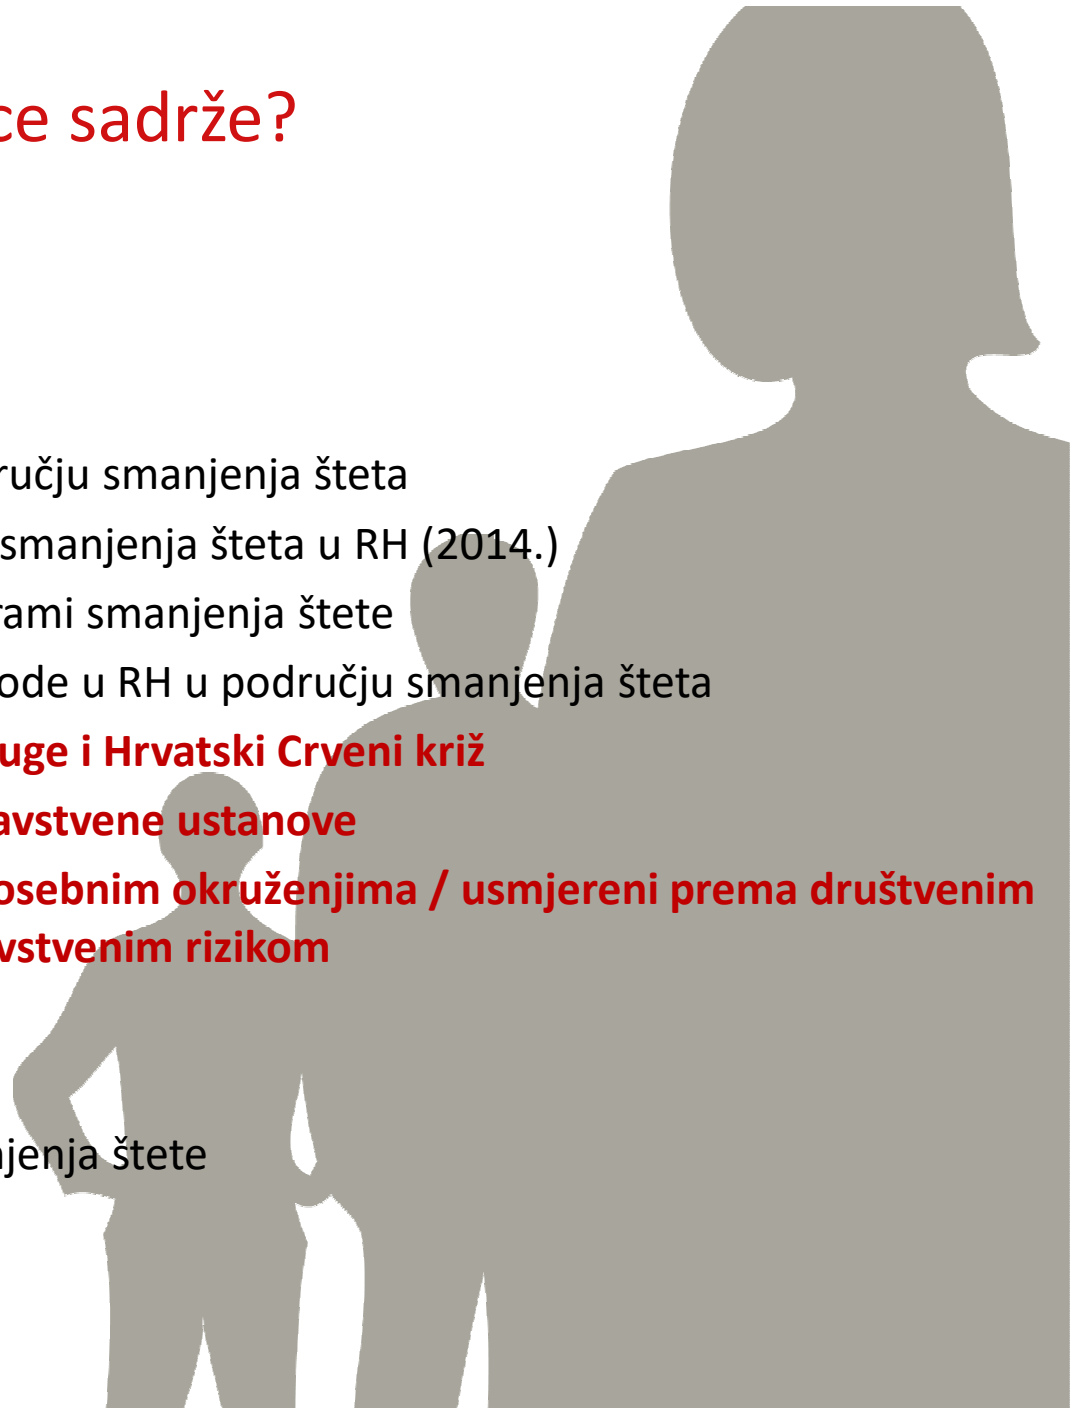 ce sadrže?
ručju smanjenja šteta
smanjenja šteta u RH (2014.)
rami smanjenja štete
ode u RH u području smanjenja šteta
uge i Hrvatski Crveni križ
avstvene ustanove
osebnim okruženjima / usmjereni prema društvenim
vstvenim rizikom
njenja štete